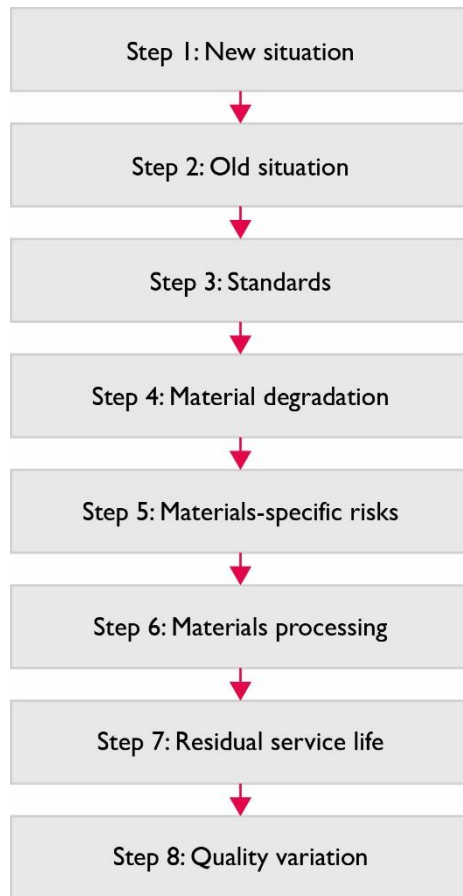 Step 1: New situation
Step 2: Old situation
Step 3: Standards
Step 4: Material degradation
Step 5: Materials-specific risks
Step 6: Materials processing
Step 7: Residual service life
Step 8: Quality variation